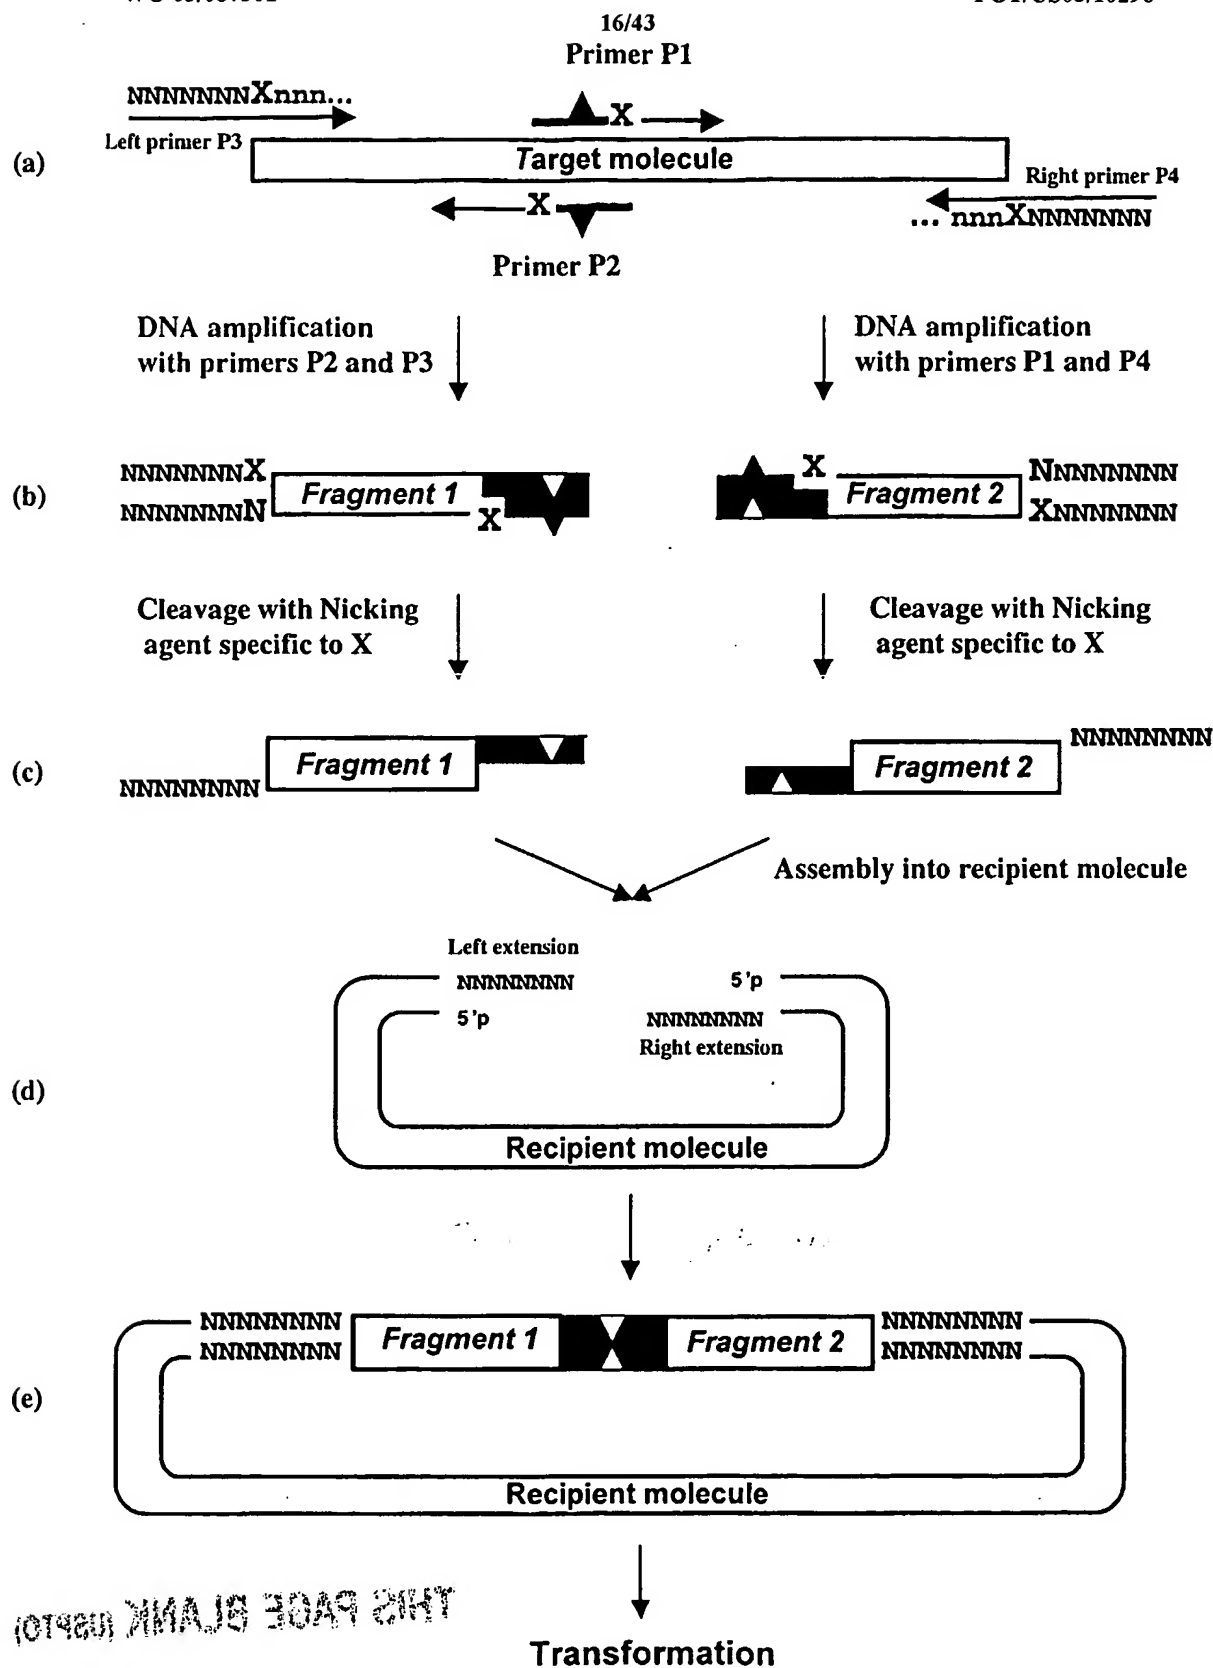 16/43
Primer P1
NNNNNNNXnnn...
X
Left primer P3
(a)
Target molecule
Right primer P4
X
... nnnXNNNNNNN
Primer P2
DNA amplification
with primers P2 and P3
DNA amplification
with primers P1 and P4
(b)
NNNNNNNX
NNNNNNNN
Fragment 1
X
X
Fragment 2
NNNNNNNN
XNNNNNNN
Cleavage with Nicking
agent specific to X
Cleavage with Nicking
agent specific to X
(c)
NNNNNNNN
Fragment 1
Fragment 2
NNNNNNNN
Assembly into recipient molecule
Left extension
NNNNNNNN
5'p
5'p
NNNNNNNN
Right extension
(d)
Recipient molecule
NNNNNNNN
NNNNNNNN
Fragment 1
Fragment 2
NNNNNNNN
NNNNNNNN
(e)
Recipient molecule
THIS PAGE BLANK (USPTO)
Transformation